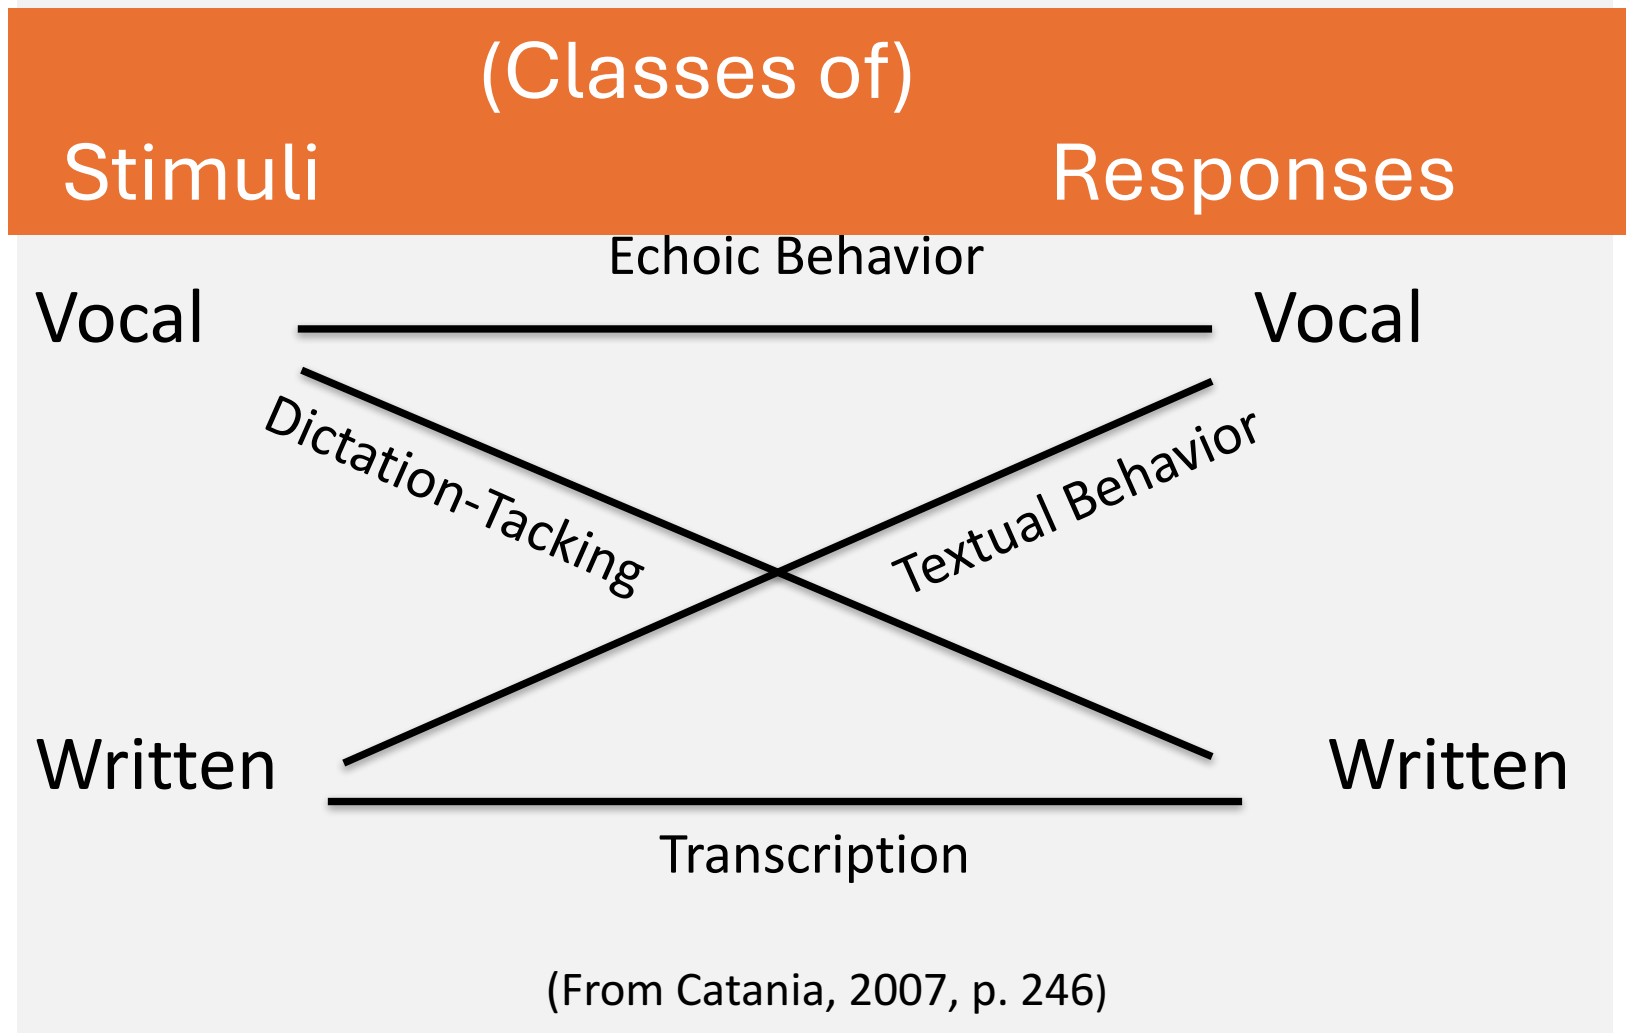 (Classes of)
Stimuli Responses
Echoic Behavior
Vocal Vocal
Dictation-Tacking
Textual Behavior
Written Written
Transcription
(From Catania, 2007, p. 246)